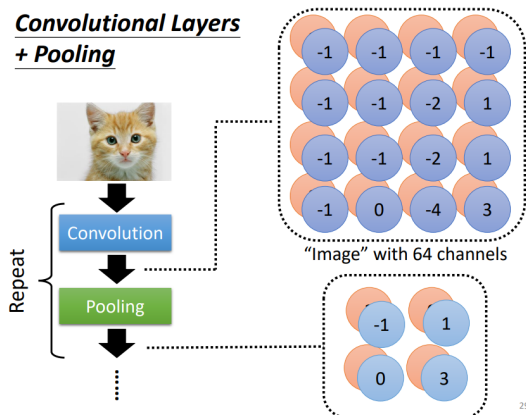 Convolutional Layers
+ Pooling
-1 -1 -1 -1
-1 -1 -2 1
-1 -1 -2 1
-1 0 -4 3
"Image" with 64 channels
Repeat
Convolution
Pooling
-1 1
0 3
29